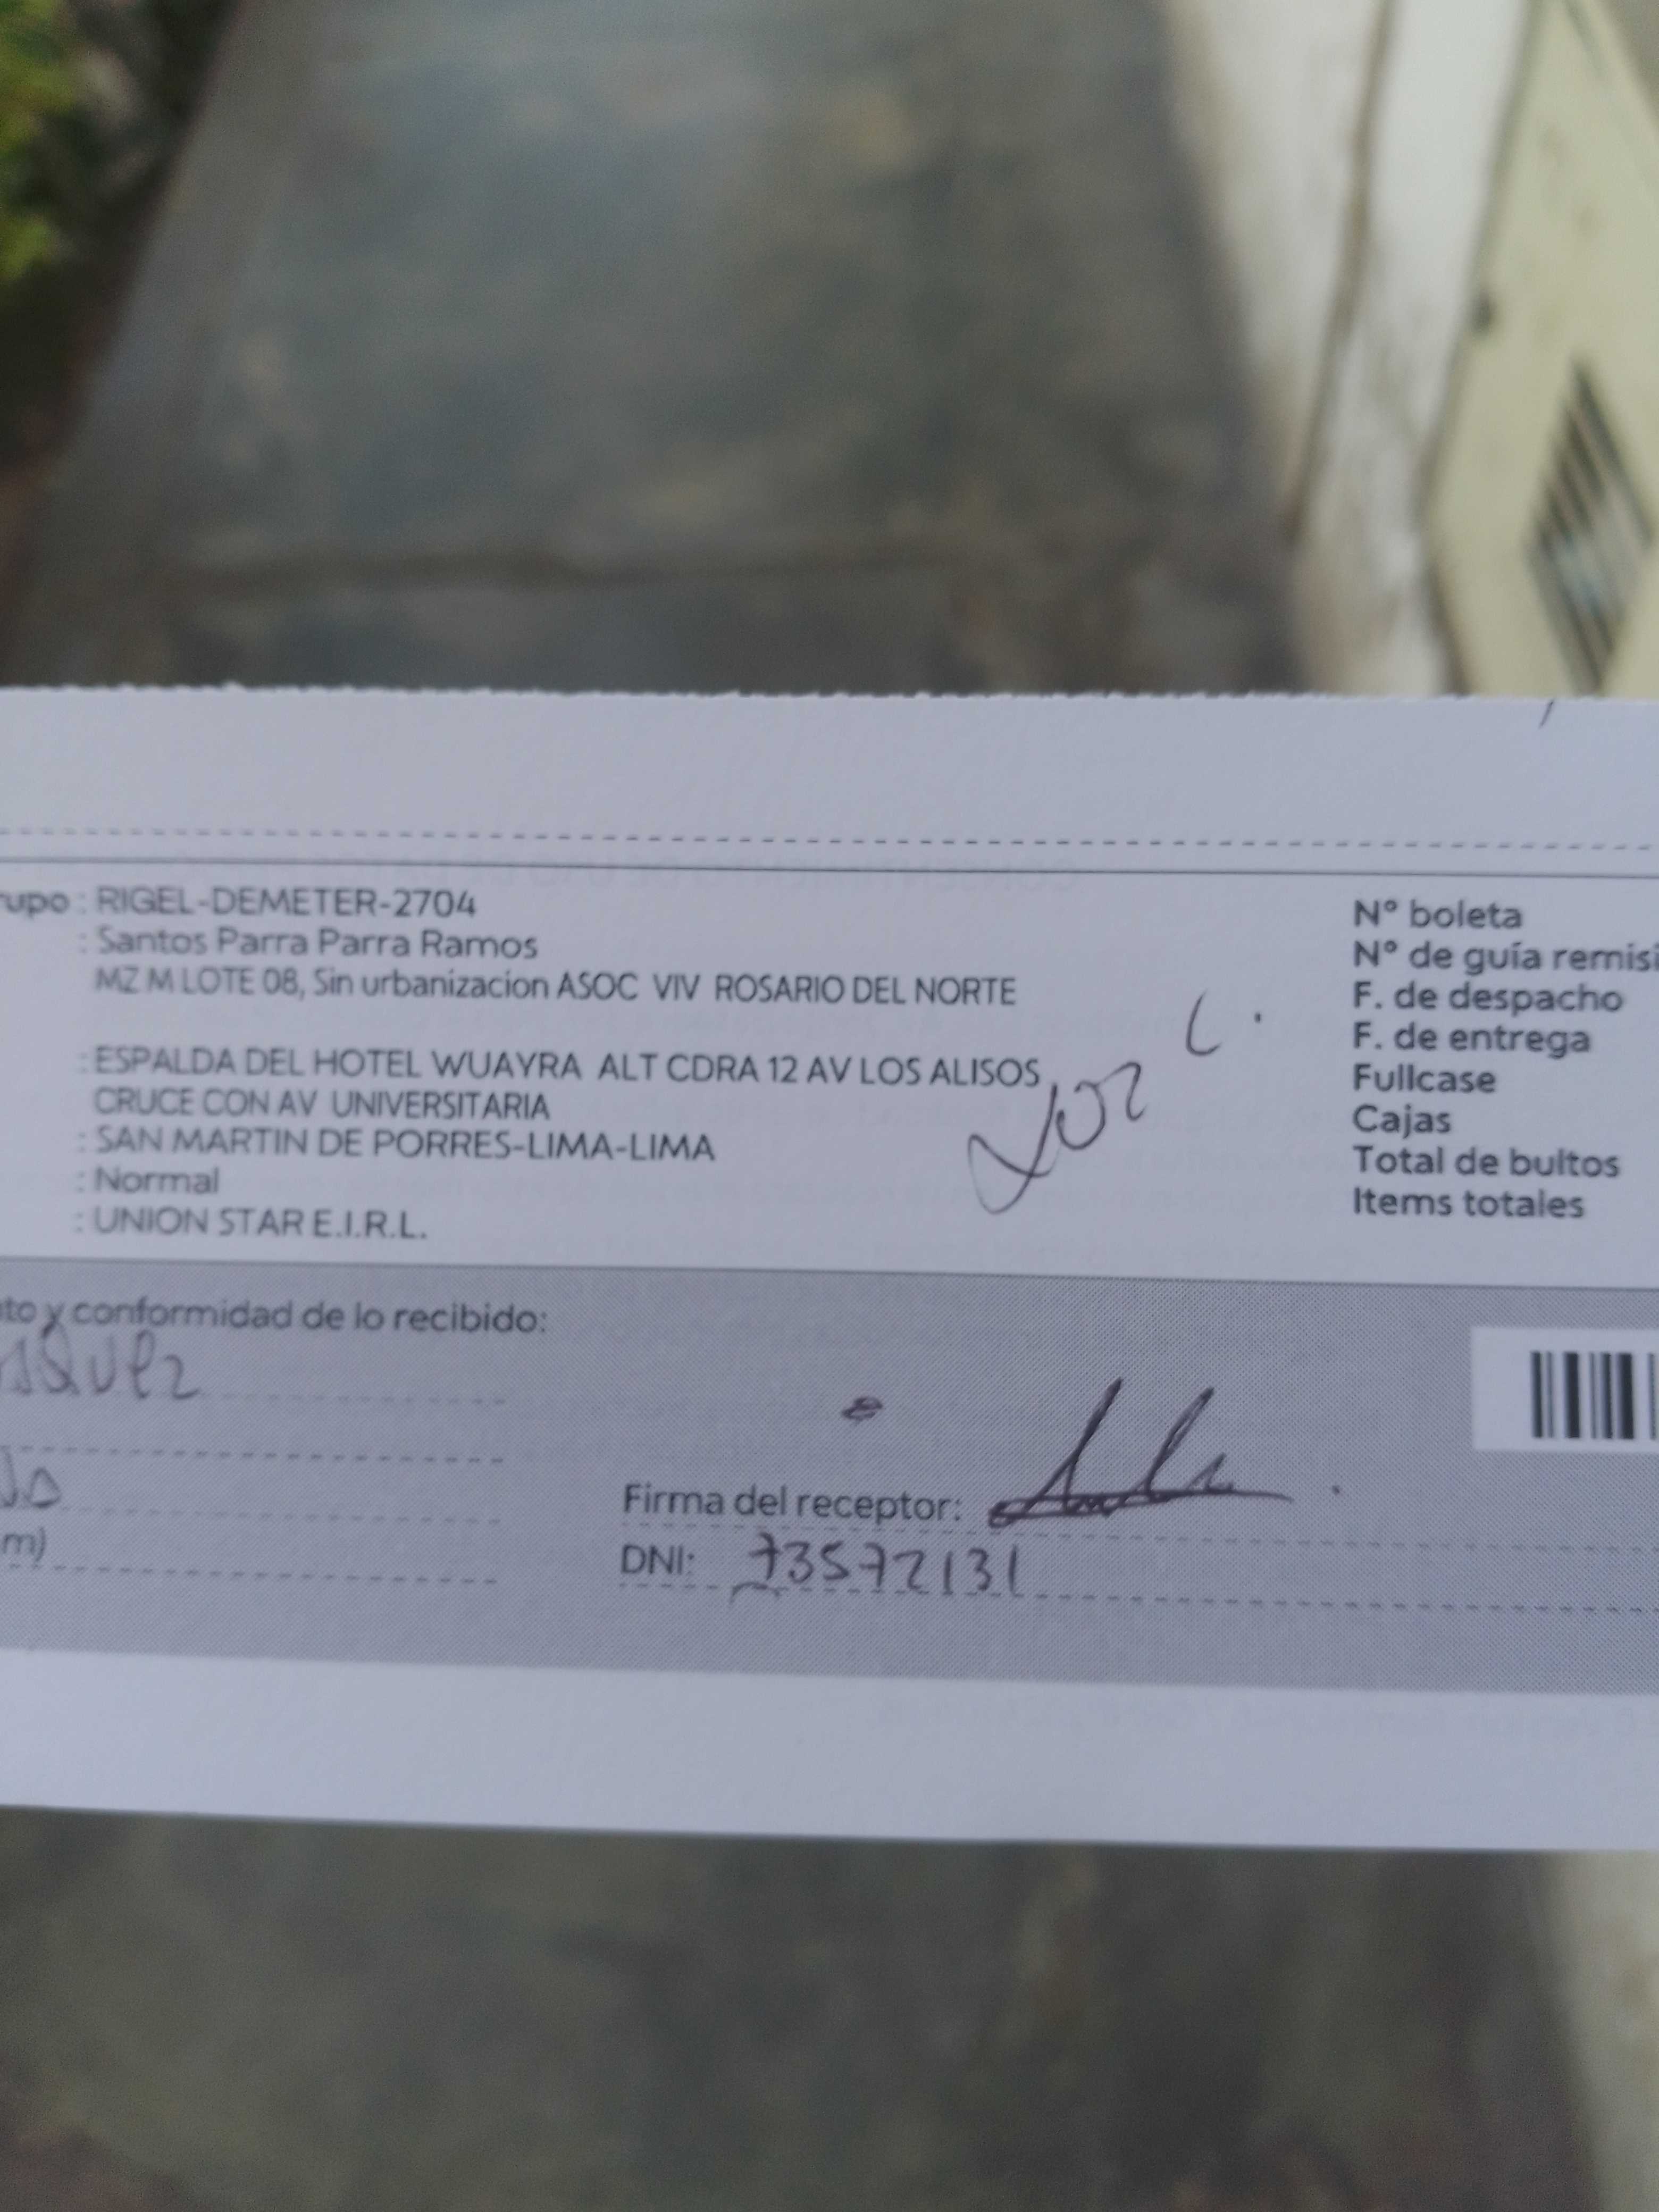 rupo : RIGEL-DEMETER-2704
: Santos Parra Parra Ramos
MZ M LOTE 08, Sin urbanizacion ASOC VIV ROSARIO DEL NORTE
: ESPALDA DEL HOTEL WUAYRA ALT CDRA 12 AV LOS ALISOS
CRUCE CON AV UNIVERSITARIA
: SAN MARTIN DE PORRES-LIMA-LIMA
: Normal
: UNION STAR E.I.R.L.
N° boleta
N° de guía remisi
F. de despacho
F. de entrega
Fullcase
Cajas
Total de bultos
Items totales
nto y conformidad de lo recibido:
m)
Firma del receptor:
DNI: 73572131